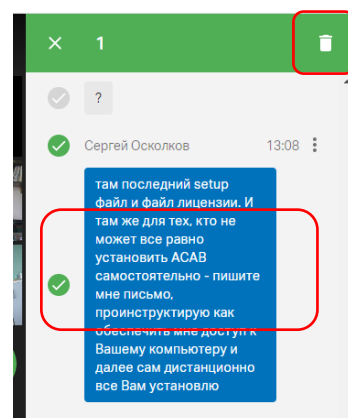 1
?
Сергей Осколков 13:08
там последний setup
файл и файл лицензии. И
там же для тех, кто не
может все равно
установить АСАВ
самостоятельно - пишите
мне письмо,
проинструктирую как
обеспечить мне доступ к
Вашему компьютеру и
далее сам дистанционно
все Вам установлю